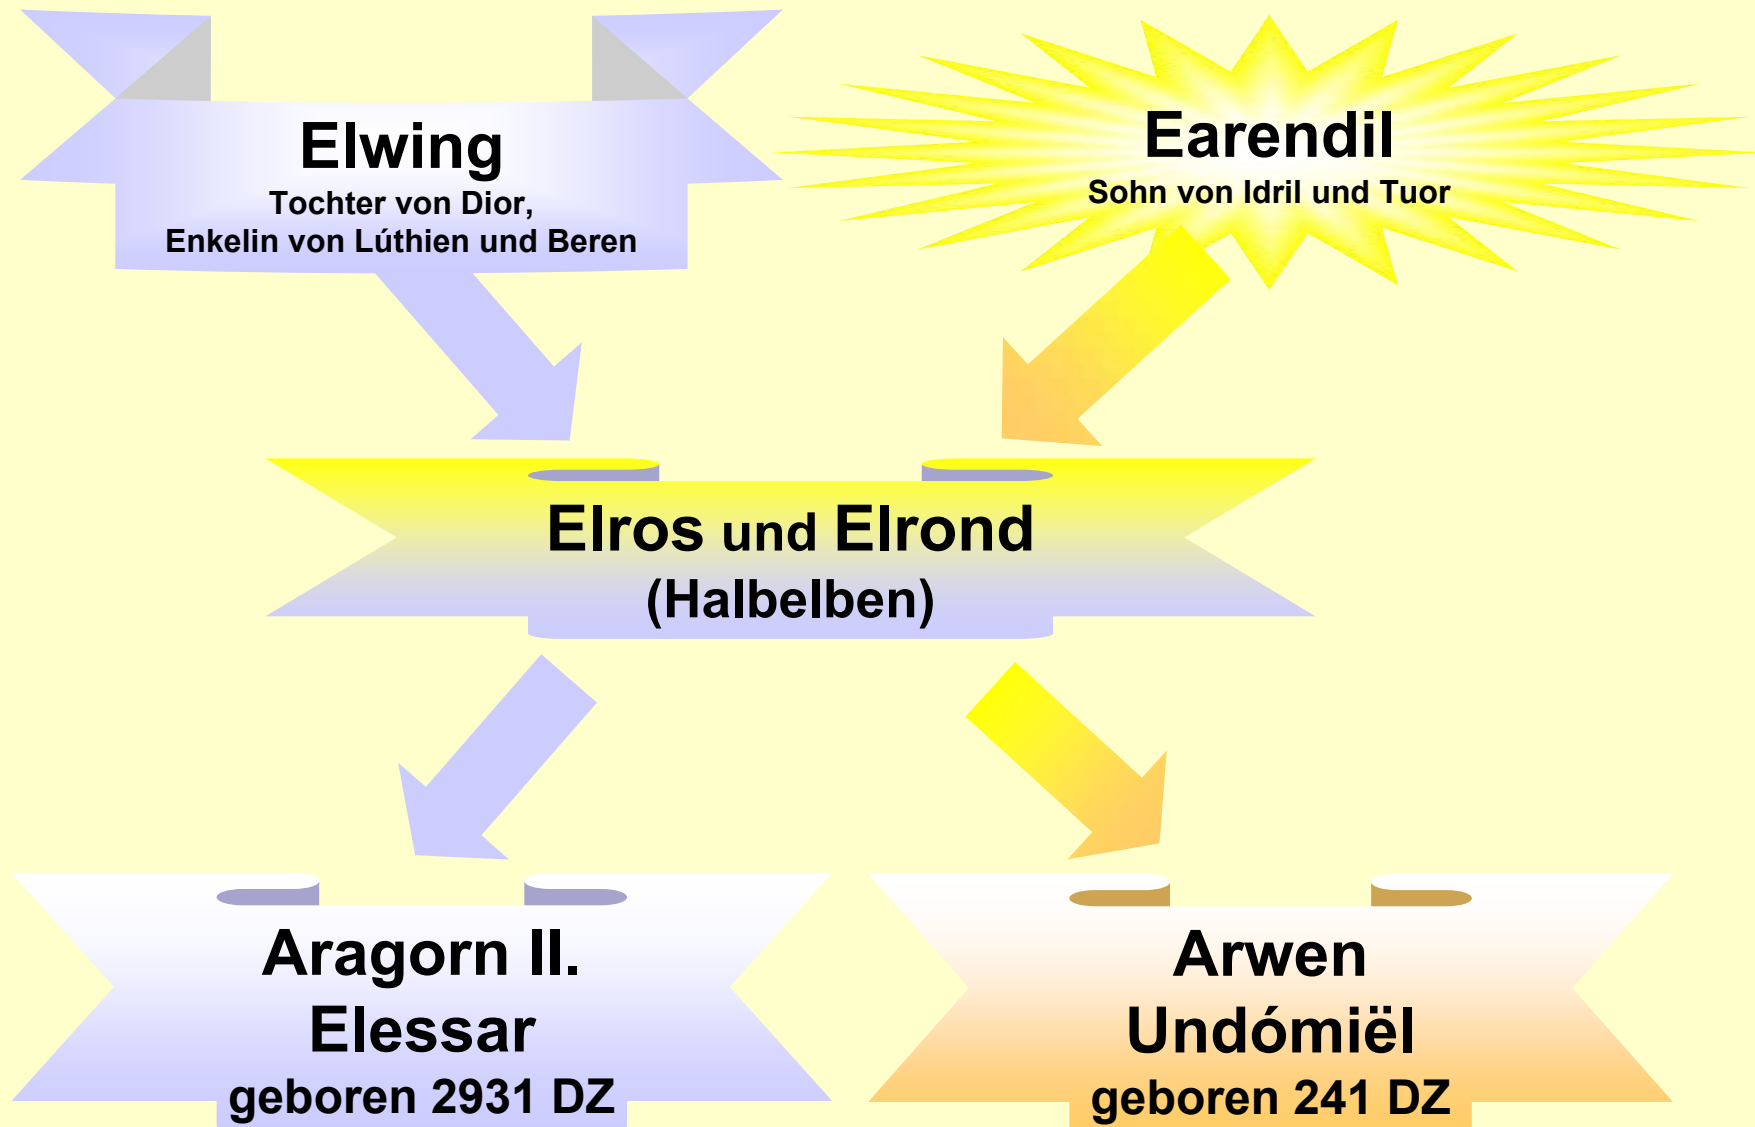 Elwing
Tochter von Dior,
Enkelin von Lúthien und Beren
Earendil
Sohn von Idril und Tuor
Elros und Elrond
(Halbelben)
Aragorn II.
Elessar
geboren 2931 DZ
Arwen
Undómiël
geboren 241 DZ